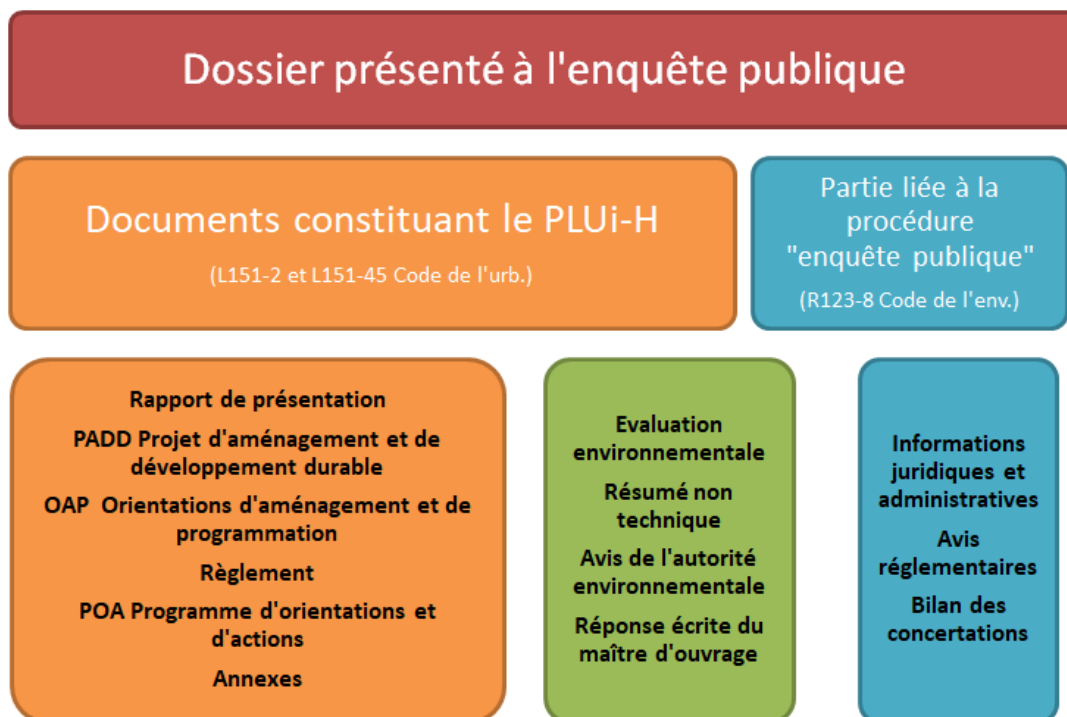 Dossier présenté à l'enquête publique
Documents constituant le PLUi-H
(L151-2 et L151-45 Code de l'urb.)
Partie liée à la
procédure
"enquête publique"
(R123-8 Code de l'env.)
Rapport de présentation
PADD Projet d'aménagement et de
développement durable
OAP Orientations d'aménagement et de
programmation
Règlement
POA Programme d'orientations et
d'actions
Annexes
Evaluation
environnementale
Résumé non
technique
Avis de l'autorité
environnementale
Réponse écrite du
maître d'ouvrage
Informations
juridiques et
administratives
Avis
réglementaires
Bilan des
concertations